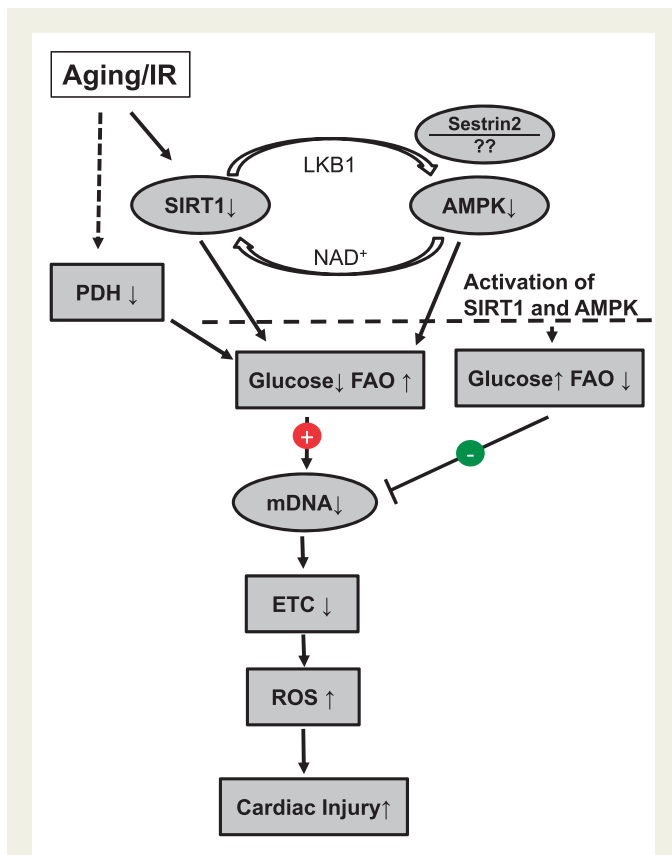 Aging/IR
Sestrin2
??
LKB1
SIRT1↓
AMPK↓
NAD⁺
PDH ↓
Activation of
SIRT1 and AMPK
Glucose↓ FAO ↑
Glucose↑ FAO ↓
+
-
mDNA↓
ETC ↓
ROS ↑
Cardiac Injury↑